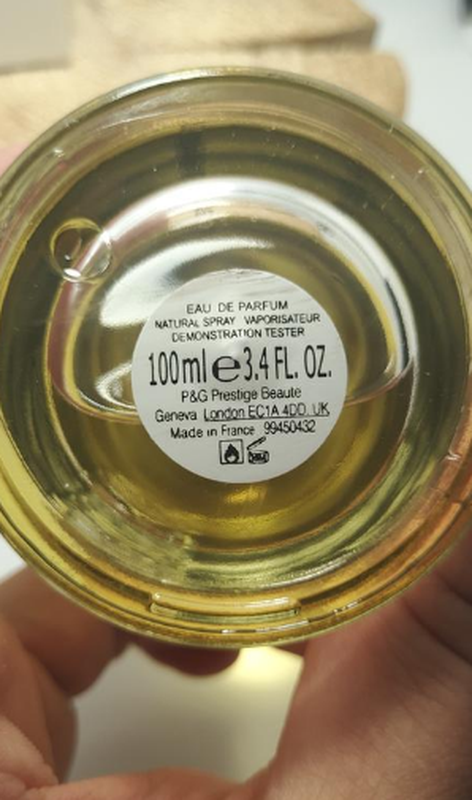 EAU DE PARFUM
NATURAL SPRAY VAPORISATEUR
DEMONSTRATION TESTER
100ml e 3.4 FL. OZ.
P&G Prestige Beaute
Geneva London EC1A 4DD. UK
Made in France 99450432